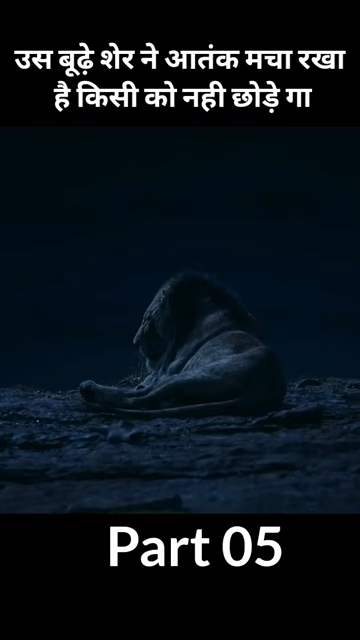 उस बूढ़े शेर ने आतंक मचा रखा
है किसी को नही छोड़े गा
Part 05